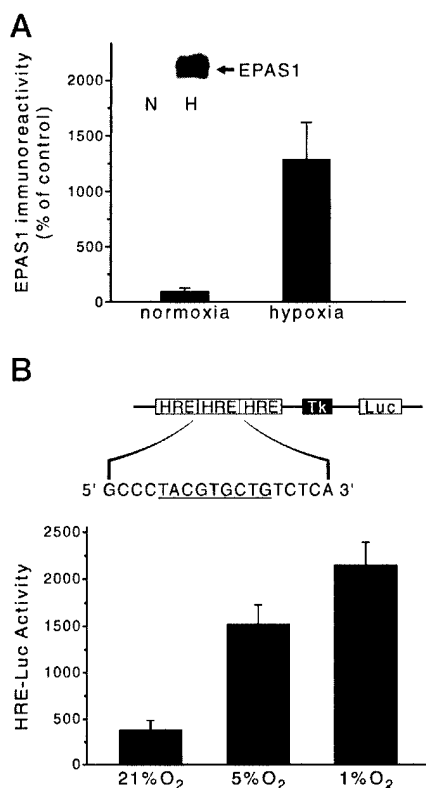 A
EPAS1 immunoreactivity
(% of control)
2000
1500
1000
500
0
EPAS1
N H
normoxia hypoxia
B
HRE HRE HRE Tk Luc
5' GCCCTACGTGCTGTCTCA 3'
HRE-Luc Activity
2500
2000
1500
1000
500
0
21%O₂ 5%O₂ 1%O₂